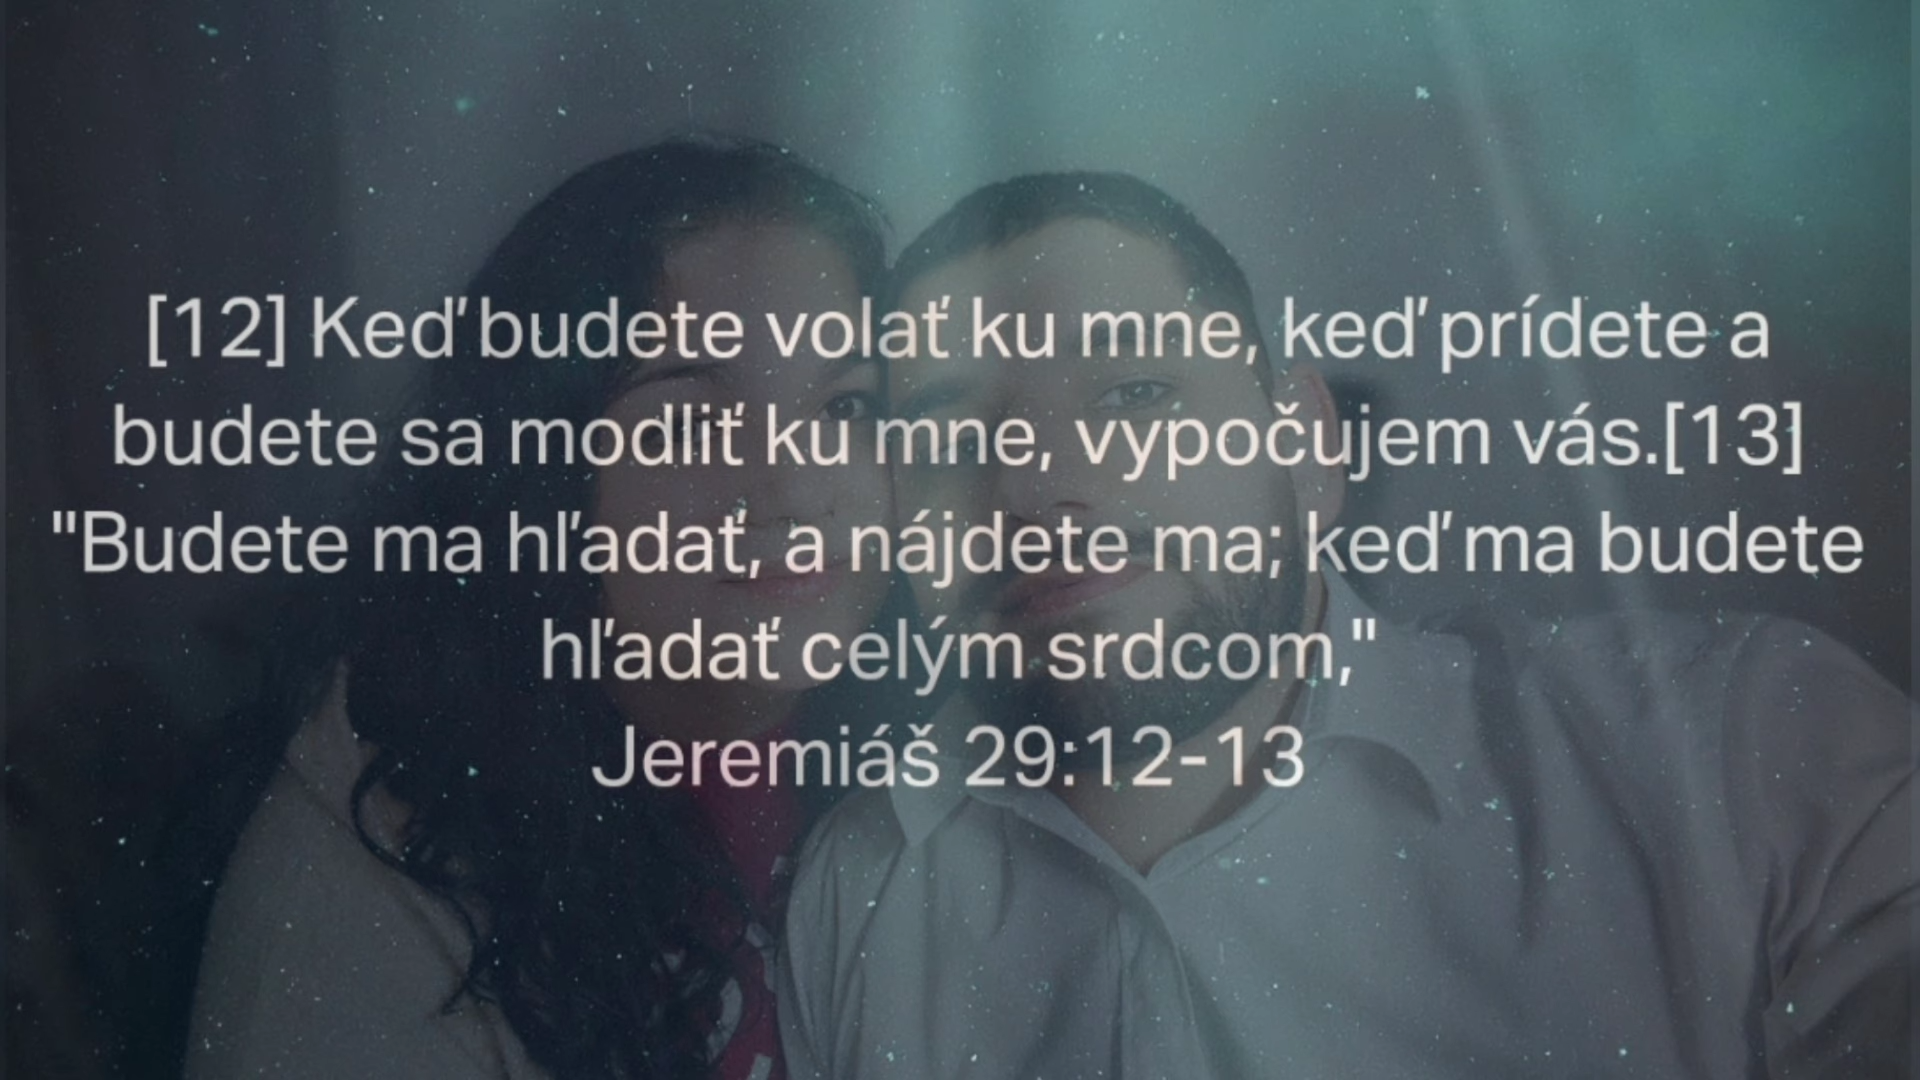 [12] Keď budete volať ku mne, keď prídete a
budete sa modliť ku mne, vypočujem vás.[13]
"Budete ma hľadať, a nájdete ma; keď ma budete
hľadať celým srdcom,"
Jeremiáš 29:12-13